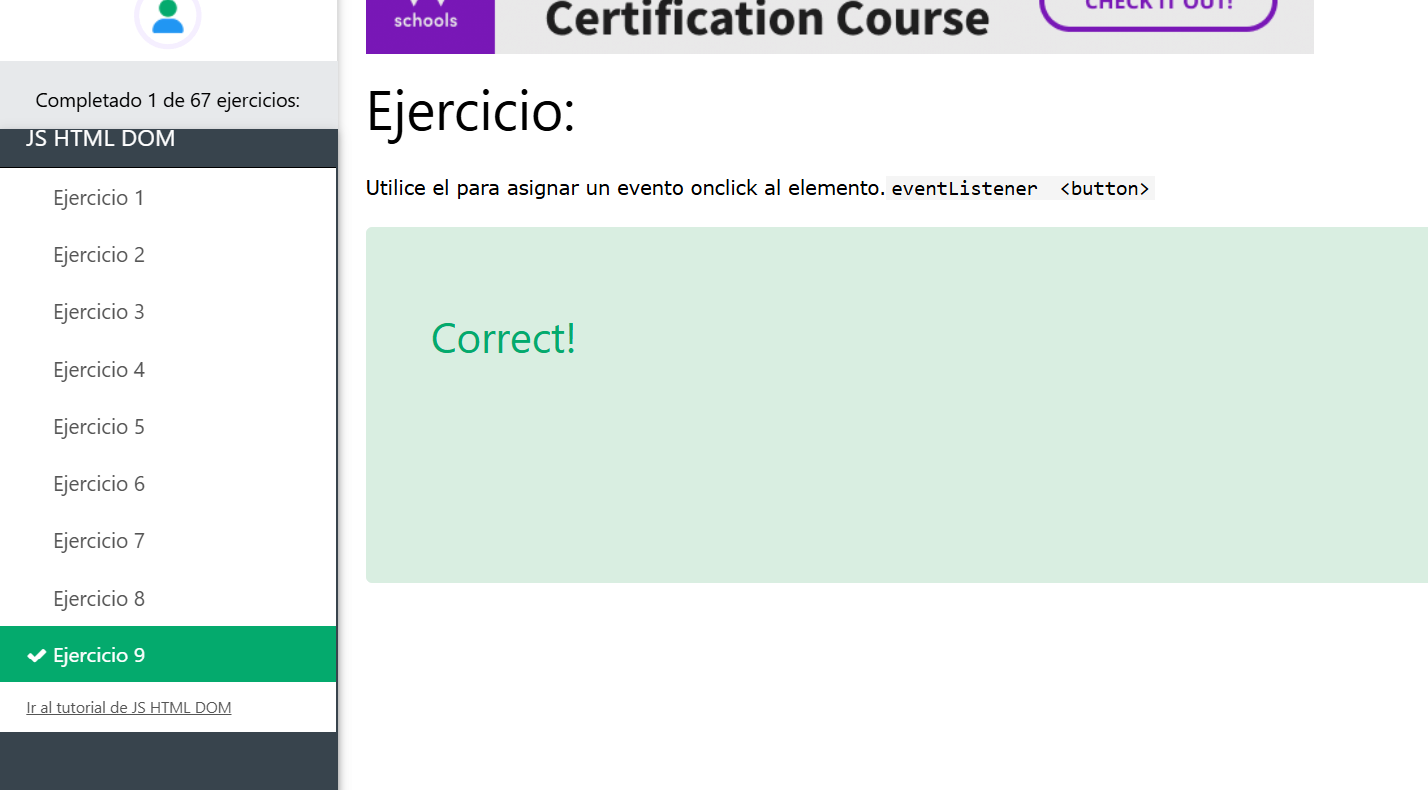 schools
Certification Course
CHECK IT OUT!
Completado 1 de 67 ejercicios:
JS HTML DOM
Ejercicio 1
Ejercicio 2
Ejercicio 3
Ejercicio 4
Ejercicio 5
Ejercicio 6
Ejercicio 7
Ejercicio 8
Ejercicio 9
Ir al tutorial de JS HTML DOM
Ejercicio:
Utilice el para asignar un evento onclick al elemento. eventListener <button>
Correct!